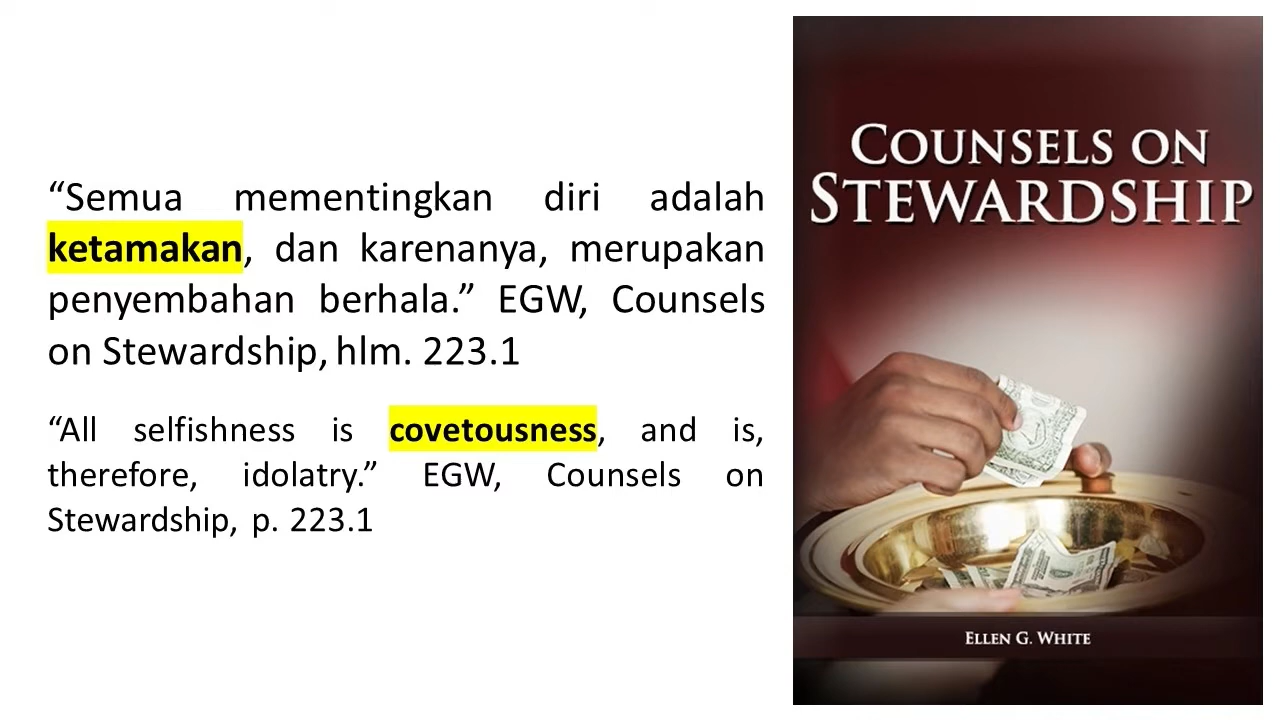 “Semua mementingkan diri adalah
ketamakan, dan karenanya, merupakan
penyembahan berhala.” EGW, Counsels
on Stewardship, hlm. 223.1
“All selfishness is covetousness, and is,
therefore, idolatry.” EGW, Counsels on
Stewardship, p. 223.1
COUNSELS ON
STEWARDSHIP
ELLEN G. WHITE